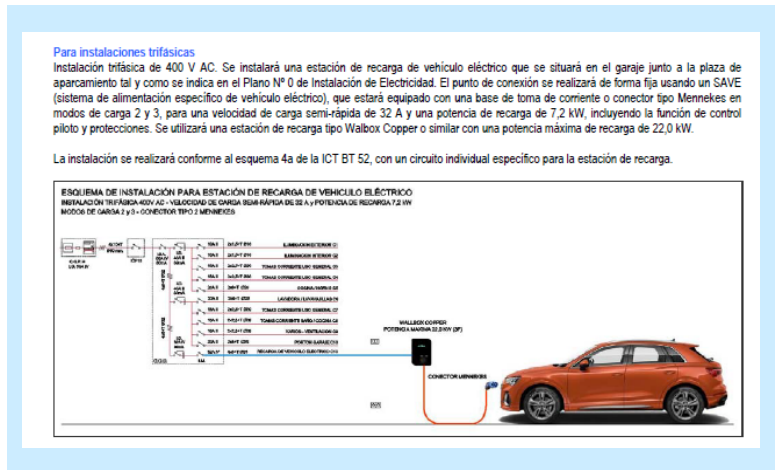 Para instalaciones trifásicas
Instalación trifásica de 400 V AC. Se instalará una estación de recarga de vehículo eléctrico que se situará en el garaje junto a la plaza de
aparcamiento tal y como se indica en el Plano Nº 0 de Instalación de Electricidad. El punto de conexión se realizará de forma fija usando un SAVE
(sistema de alimentación específico de vehículo eléctrico), que estará equipado con una base de toma de corriente o conector tipo Mennekes en
modos de carga 2 y 3, para una velocidad de carga semi-rápida de 32 A y una potencia de recarga de 7,2 kW, incluyendo la función de control
piloto y protecciones. Se utilizará una estación de recarga tipo Walbox Copper o similar con una potencia máxima de recarga de 22,0 kW.
La instalación se realizará conforme al esquema 4a de la ICT BT 52, con un circuito individual específico para la estación de recarga.
ESQUEMA DE INSTALACIÓN PARA ESTACIÓN DE RECARGA DE VEHICULO ELÉCTRICO
INSTALACIÓN TRIFÁSICA 400V AC - VELOCIDAD DE CARGA SEMI-RÁPIDA DE 32 A y POTENCIA DE RECARGA 7,2 kW
MODOS DE CARGA 2 y 3 - CONECTOR TIPO 2 MENNEKES
ILUMINACION EXTERIOR C1
ILUMINACION INTERIOR C2
TOMAS CORRIENTE USO GENERAL
TOMAS CORRIENTE USO GENERAL
TOMAS CORRIENTE USO GENERAL C7
TOMAS CORRIENTE BAÑO / COCINA
RECARGA DE VEHICULO ELECTRICO
WALLBOX COPPER
POTENCIA MAXIMA 22,0 KW (3F)
CONECTOR MENNEKES